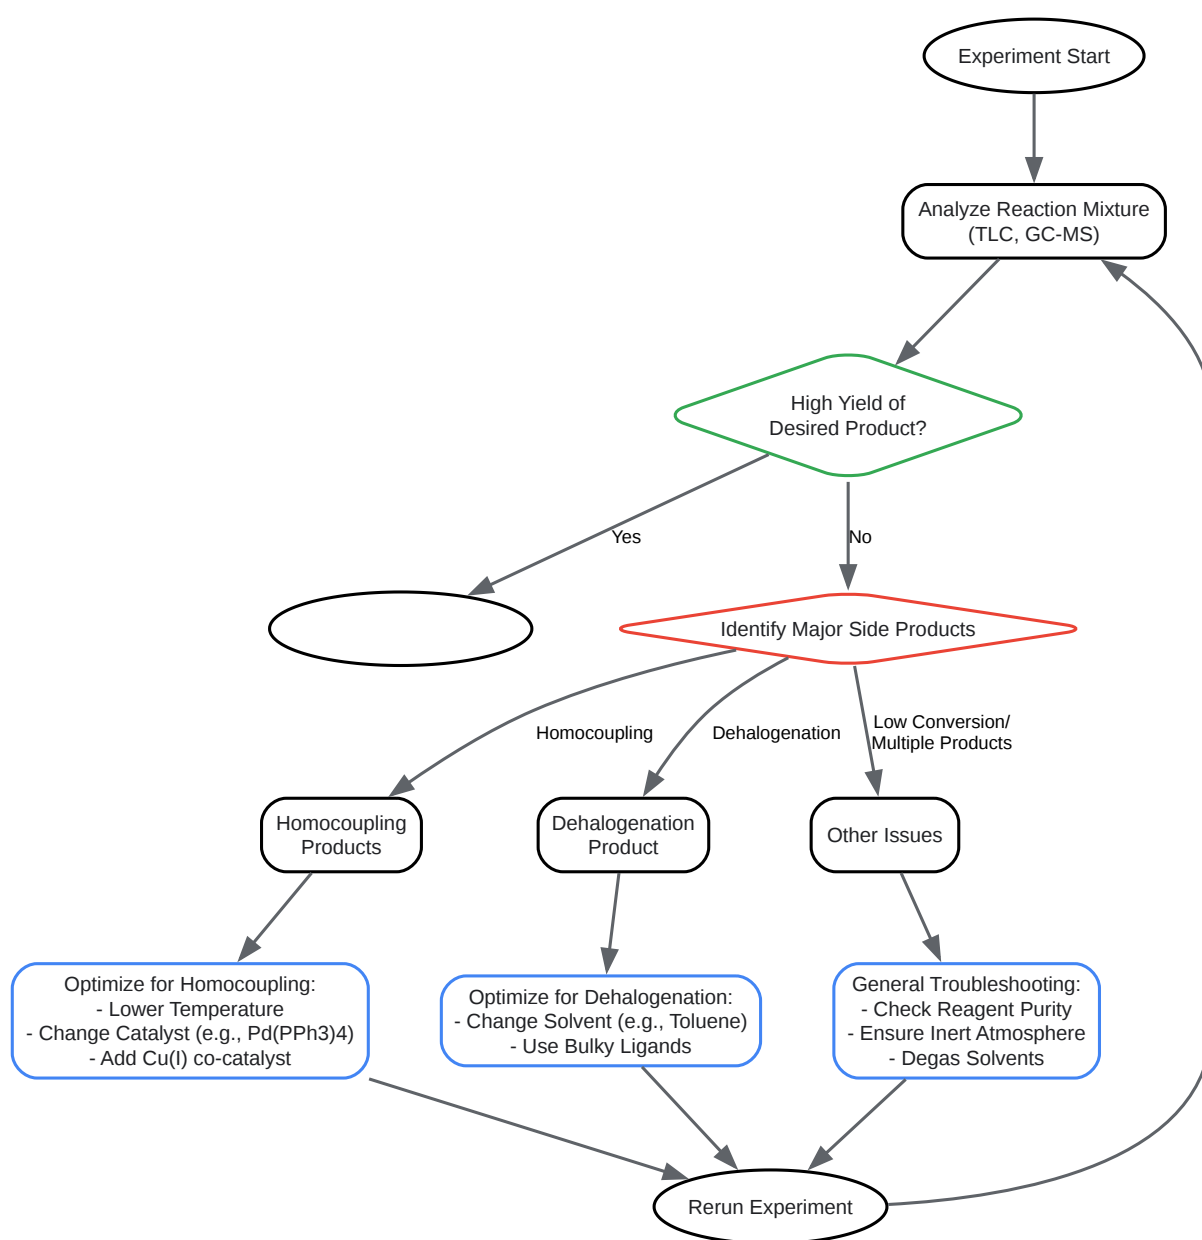 Experiment Start
Analyze Reaction Mixture
(TLC, GC-MS)
High Yield of
Desired Product?
Yes
No
Identify Major Side Products
Homocoupling
Dehalogenation
Low Conversion/
Multiple Products
Homocoupling
Products
Dehalogenation
Product
Other Issues
Optimize for Homocoupling:
- Lower Temperature
- Change Catalyst (e.g., Pd(PPh3)4)
- Add Cu(I) co-catalyst
Optimize for Dehalogenation:
- Change Solvent (e.g., Toluene)
- Use Bulky Ligands
General Troubleshooting:
- Check Reagent Purity
- Ensure Inert Atmosphere
- Degas Solvents
Rerun Experiment